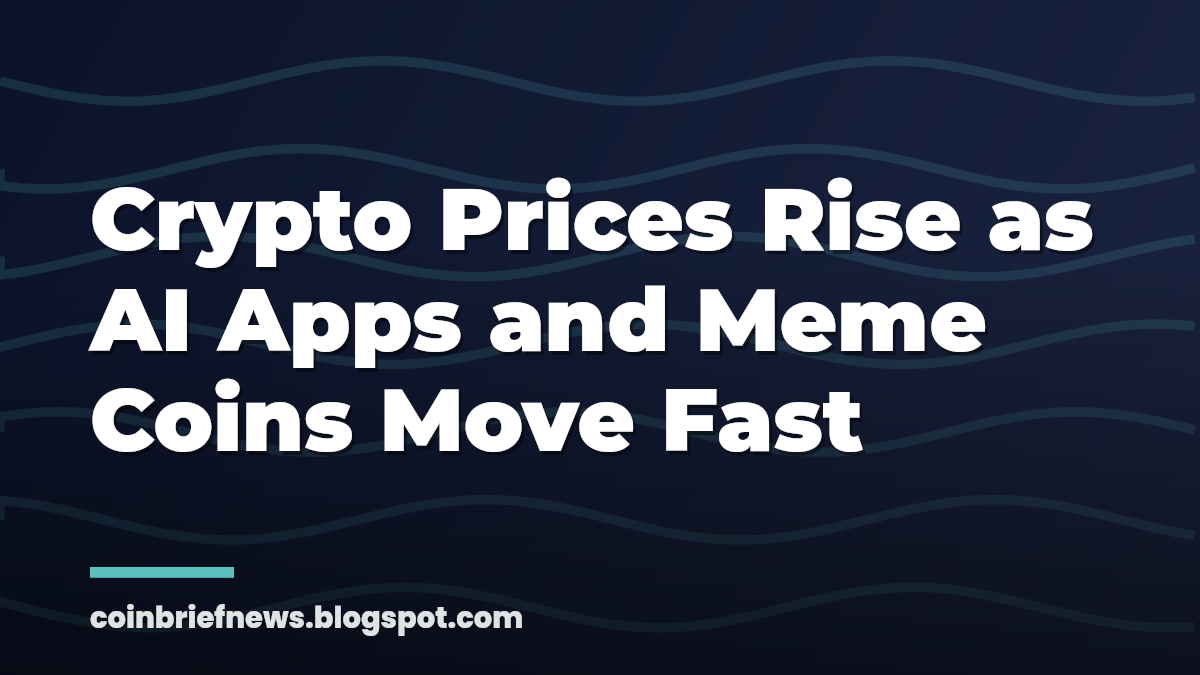 Crypto Prices Rise as
AI Apps and Meme
Coins Move Fast
coinbriefnews.blogspot.com